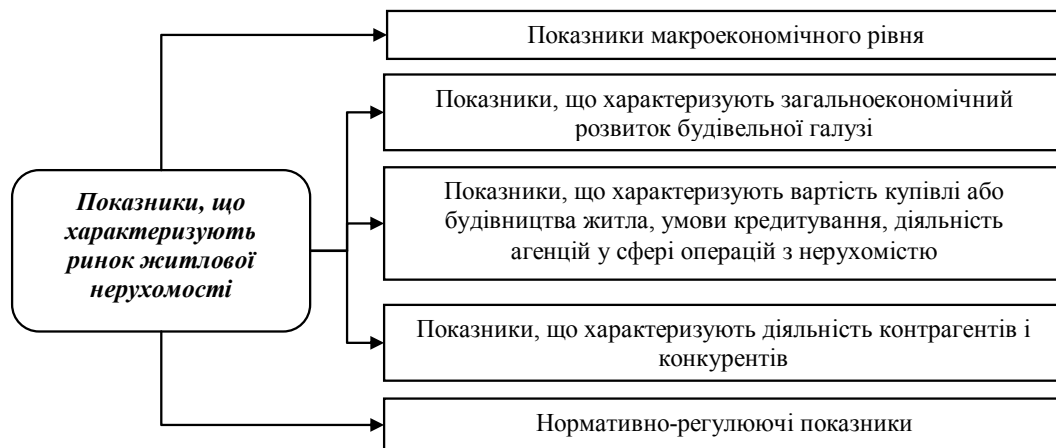 Показники макроекономічного рівня
Показники, що характеризують загальноекономічний
розвиток будівельної галузі
Показники, що
характеризують
ринок житлової
нерухомості
Показники, що характеризують вартість купівлі або
будівництва житла, умови кредитування, діяльність
агенцій у сфері операцій з нерухомістю
Показники, що характеризують діяльність контрагентів і
конкурентів
Нормативно-регулюючі показники